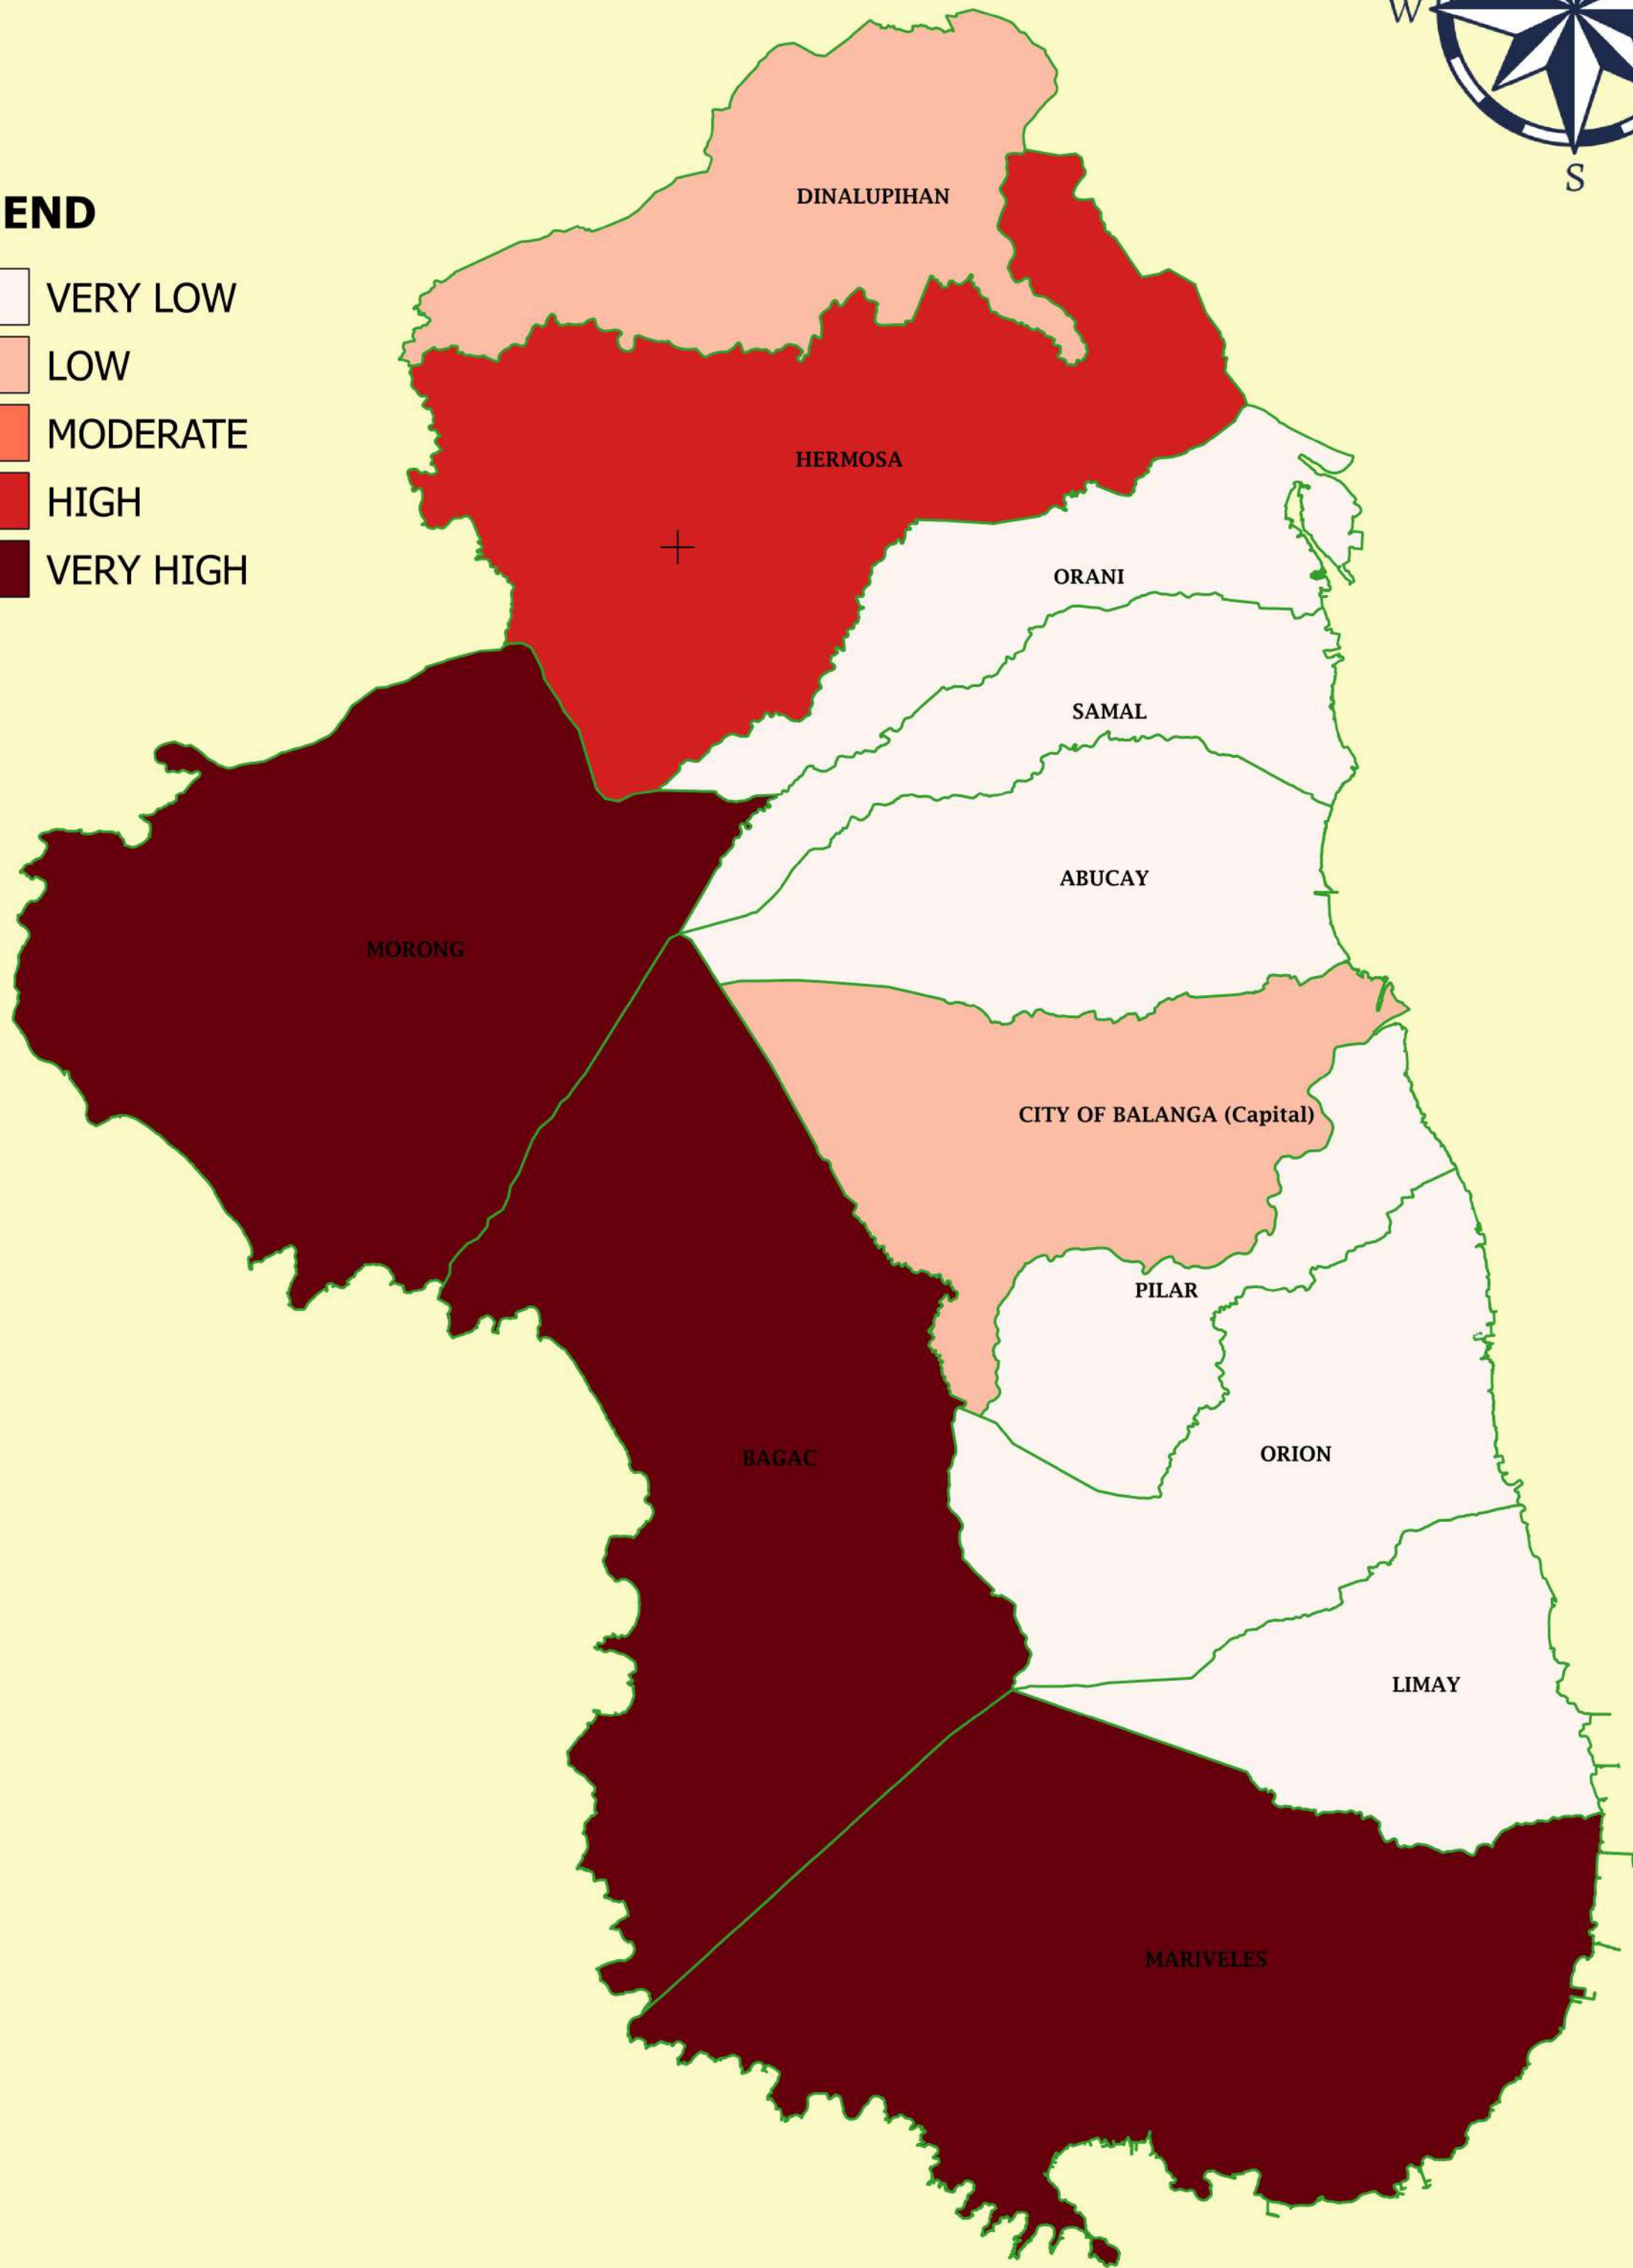 W
S
END
VERY LOW
LOW
MODERATE
HIGH
VERY HIGH
DINALUPIHAN
HERMOSA
ORANI
SAMAL
ABUCAY
MORONG
CITY OF BALANGA (Capital)
PILAR
ORION
BAGAC
LIMAY
MARIVELES